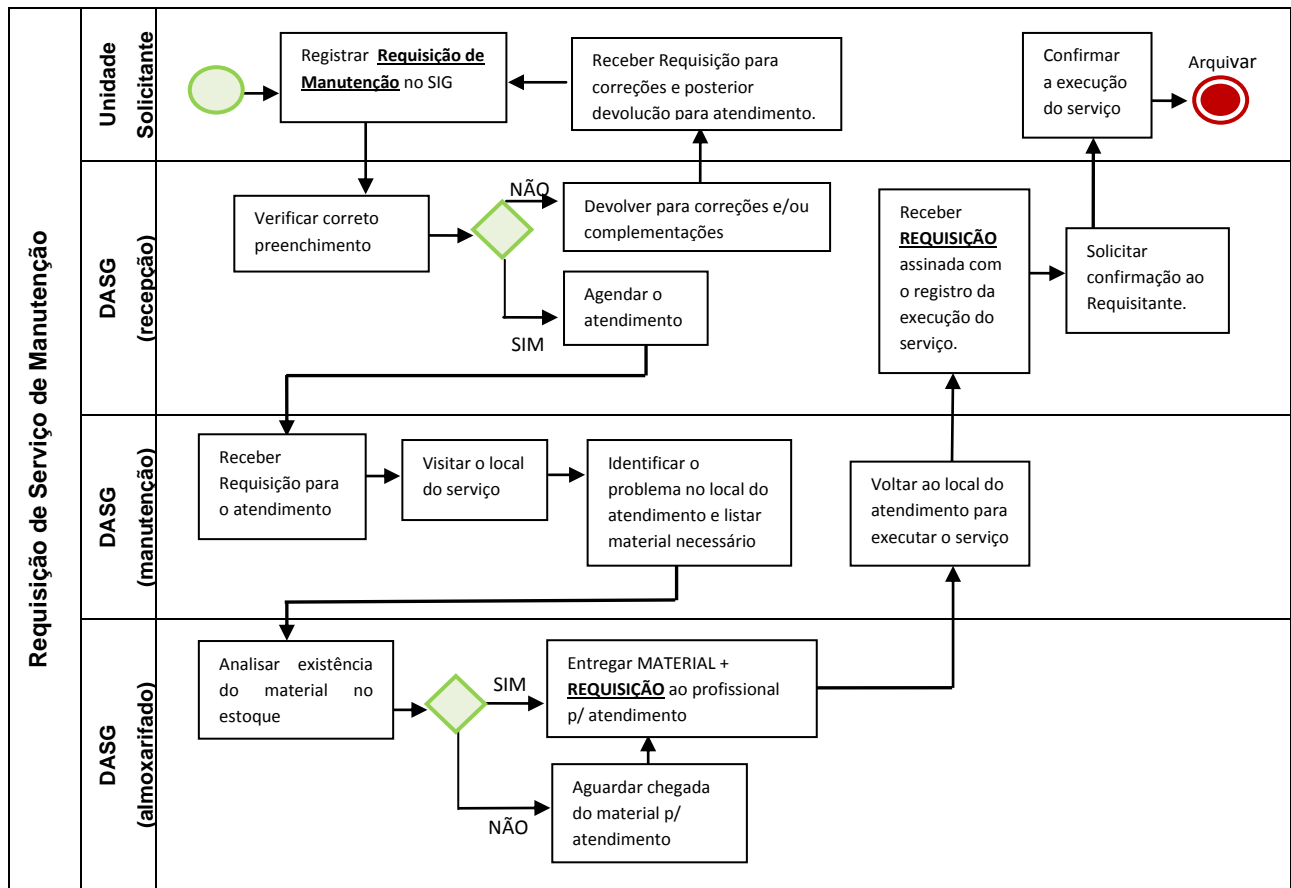 Requisição de Serviço de Manutenção
Unidade
Solicitante
Registrar Requisição de
Manutenção no SIG
Receber Requisição para
correções e posterior
devolução para atendimento.
Confirmar
a execução
do serviço
Arquivar
DASG
(recepção)
Verificar correto
preenchimento
NÃO
Devolver para correções e/ou
complementações
SIM
Agendar o
atendimento
Receber
REQUISIÇÃO
assinada com
o registro da
execução do
serviço.
Solicitar
confirmação ao
Requisitante.
DASG
(manutenção)
Receber
Requisição para
o atendimento
Visitar o local
do serviço
Identificar o
problema no local do
atendimento e listar
material necessário
Voltar ao local do
atendimento para
executar o serviço
DASG
(almoxarifado)
Analisar existência
do material no
estoque
SIM
Entregar MATERIAL +
REQUISIÇÃO ao profissional
p/ atendimento
NÃO
Aguardar chegada
do material p/
atendimento